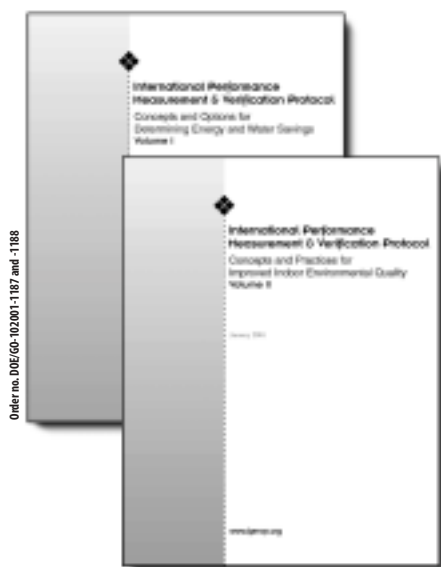 International Performance
Measurement & Verification Protocol
Concepts and Options for
Determining Energy and Water Savings
Volume I
International Performance
Measurement & Verification Protocol
Concepts and Practices for
Improved Indoor Environmental Quality
Volume II
www.ipmvp.org
Order no. DOE/GO-102001-1187 and -1188